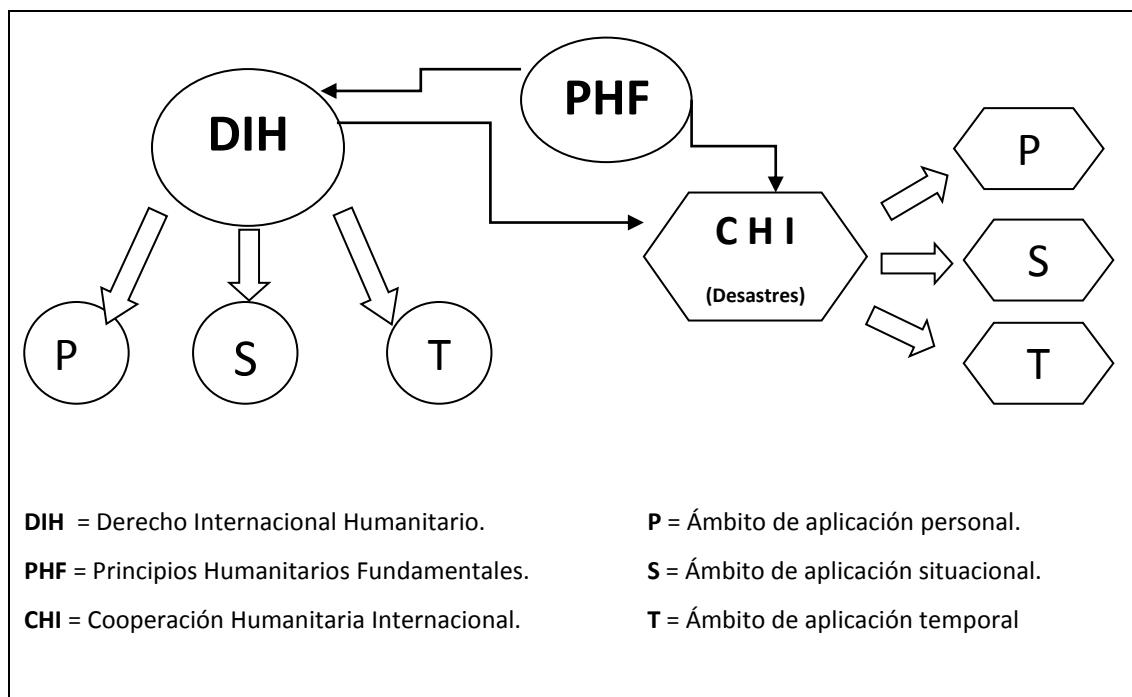 PHF
DIH
P
C H I
(Desastres)
S
P
S
T
T
DIH = Derecho Internacional Humanitario.
PHF = Principios Humanitarios Fundamentales.
CHI = Cooperación Humanitaria Internacional.
P = Ámbito de aplicación personal.
S = Ámbito de aplicación situacional.
T = Ámbito de aplicación temporal